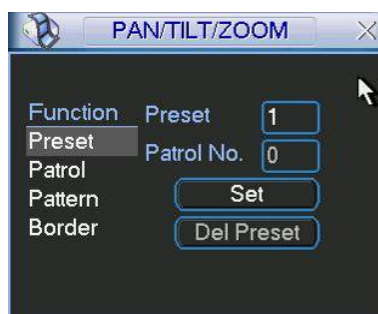 PAN/TILT/ZOOM
Function
Preset
Patrol
Pattern
Border
Preset 1
Patrol No. 0
Set
Del Preset